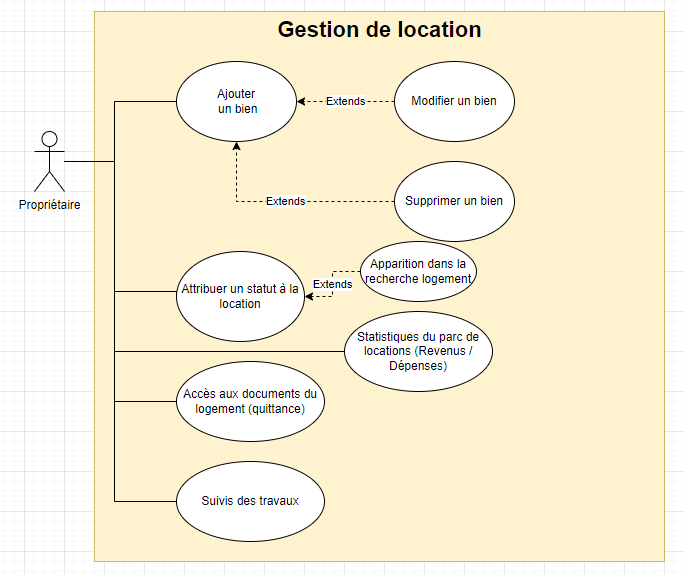 Gestion de location
Ajouter
un bien
Extends
Modifier un bien
Extends
Supprimer un bien
Propriétaire
Attribuer un statut à la
location
Extends
Apparition dans la
recherche logement
Statistiques du parc de
locations (Revenus /
Dépenses)
Accès aux documents du
logement (quittance)
Suivis des travaux